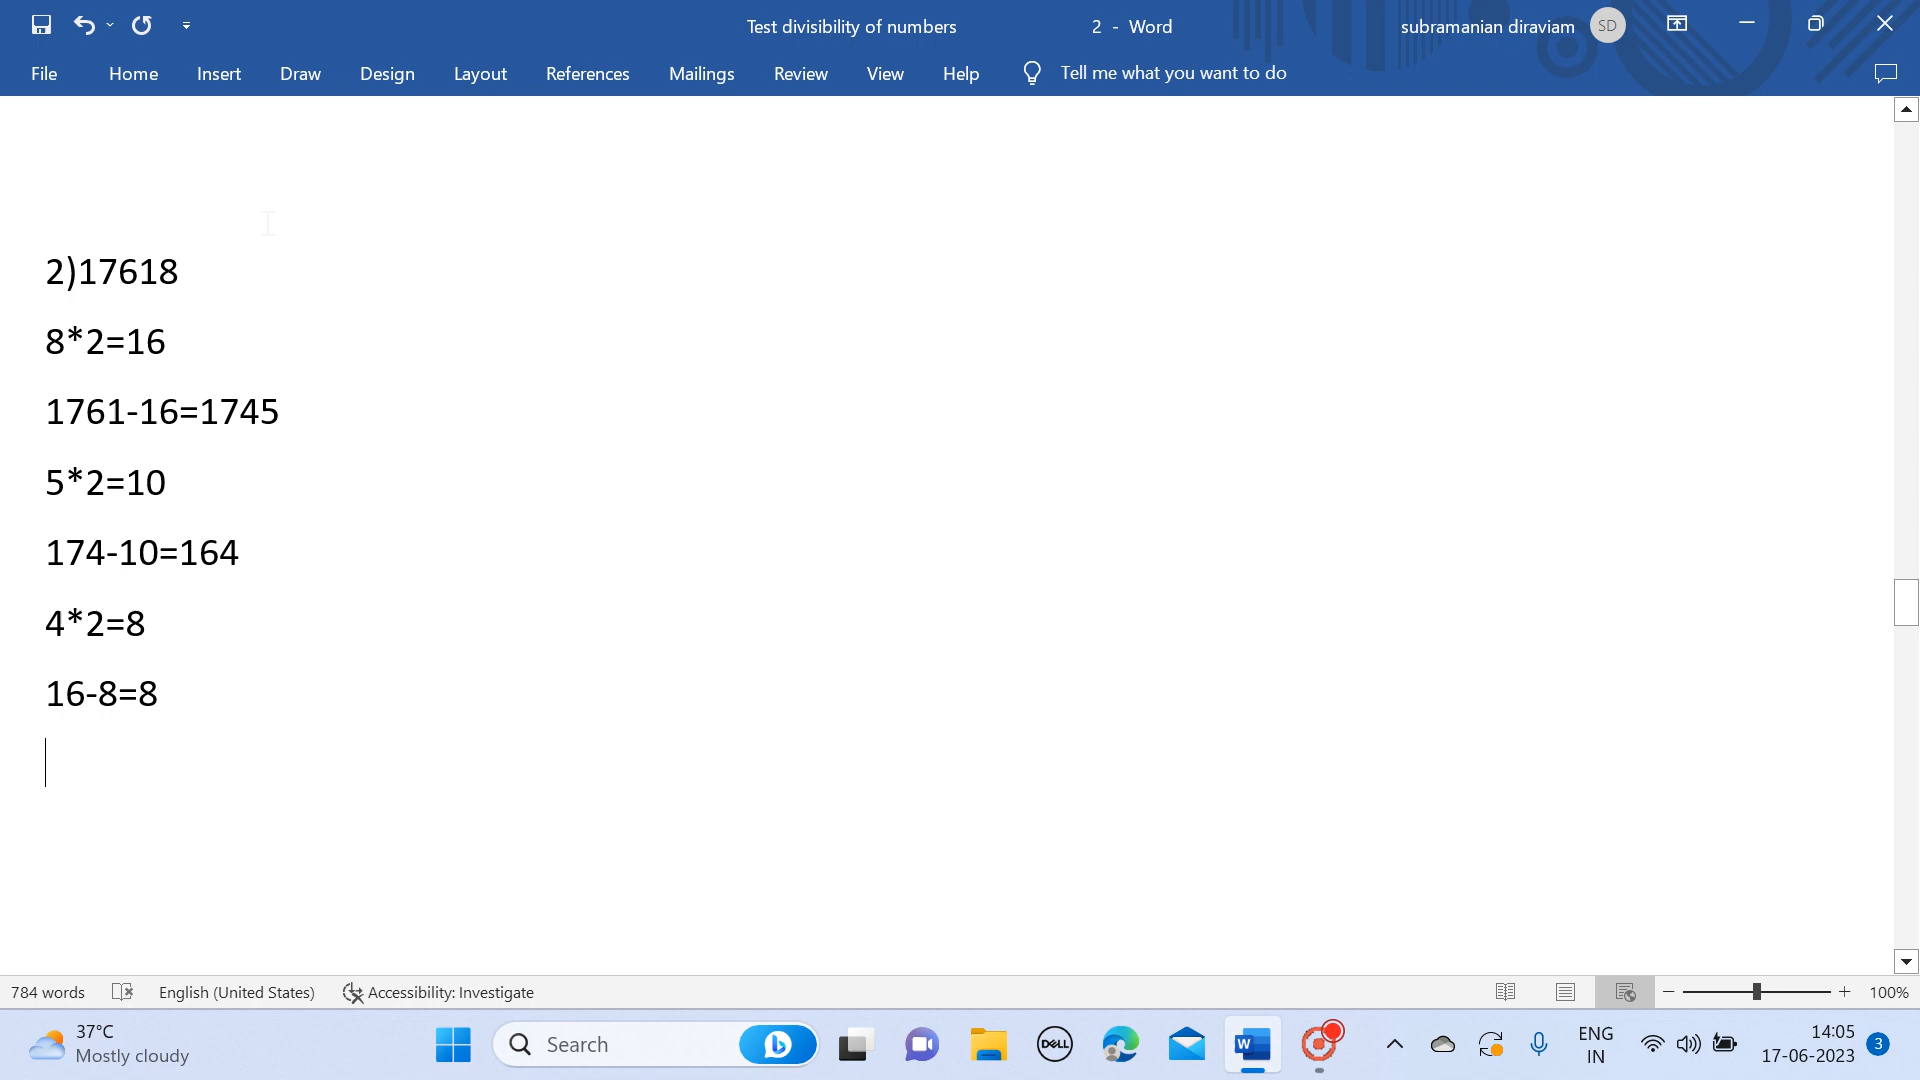 Test divisibility of numbers 2 - Word
subramanian diraviam SD
File Home Insert Draw Design Layout References Mailings Review View Help Tell me what you want to do
2)17618
8*2=16
1761-16=1745
5*2=10
174-10=164
4*2=8
16-8=8
784 words English (United States) Accessibility: Investigate 100%
37°C
Mostly cloudy
Search
DELL
W
ENG
IN
14:05
17-06-2023
3